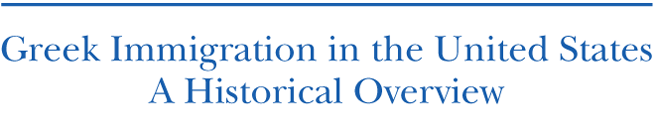 Greek Immigration in the United States
A Historical Overview